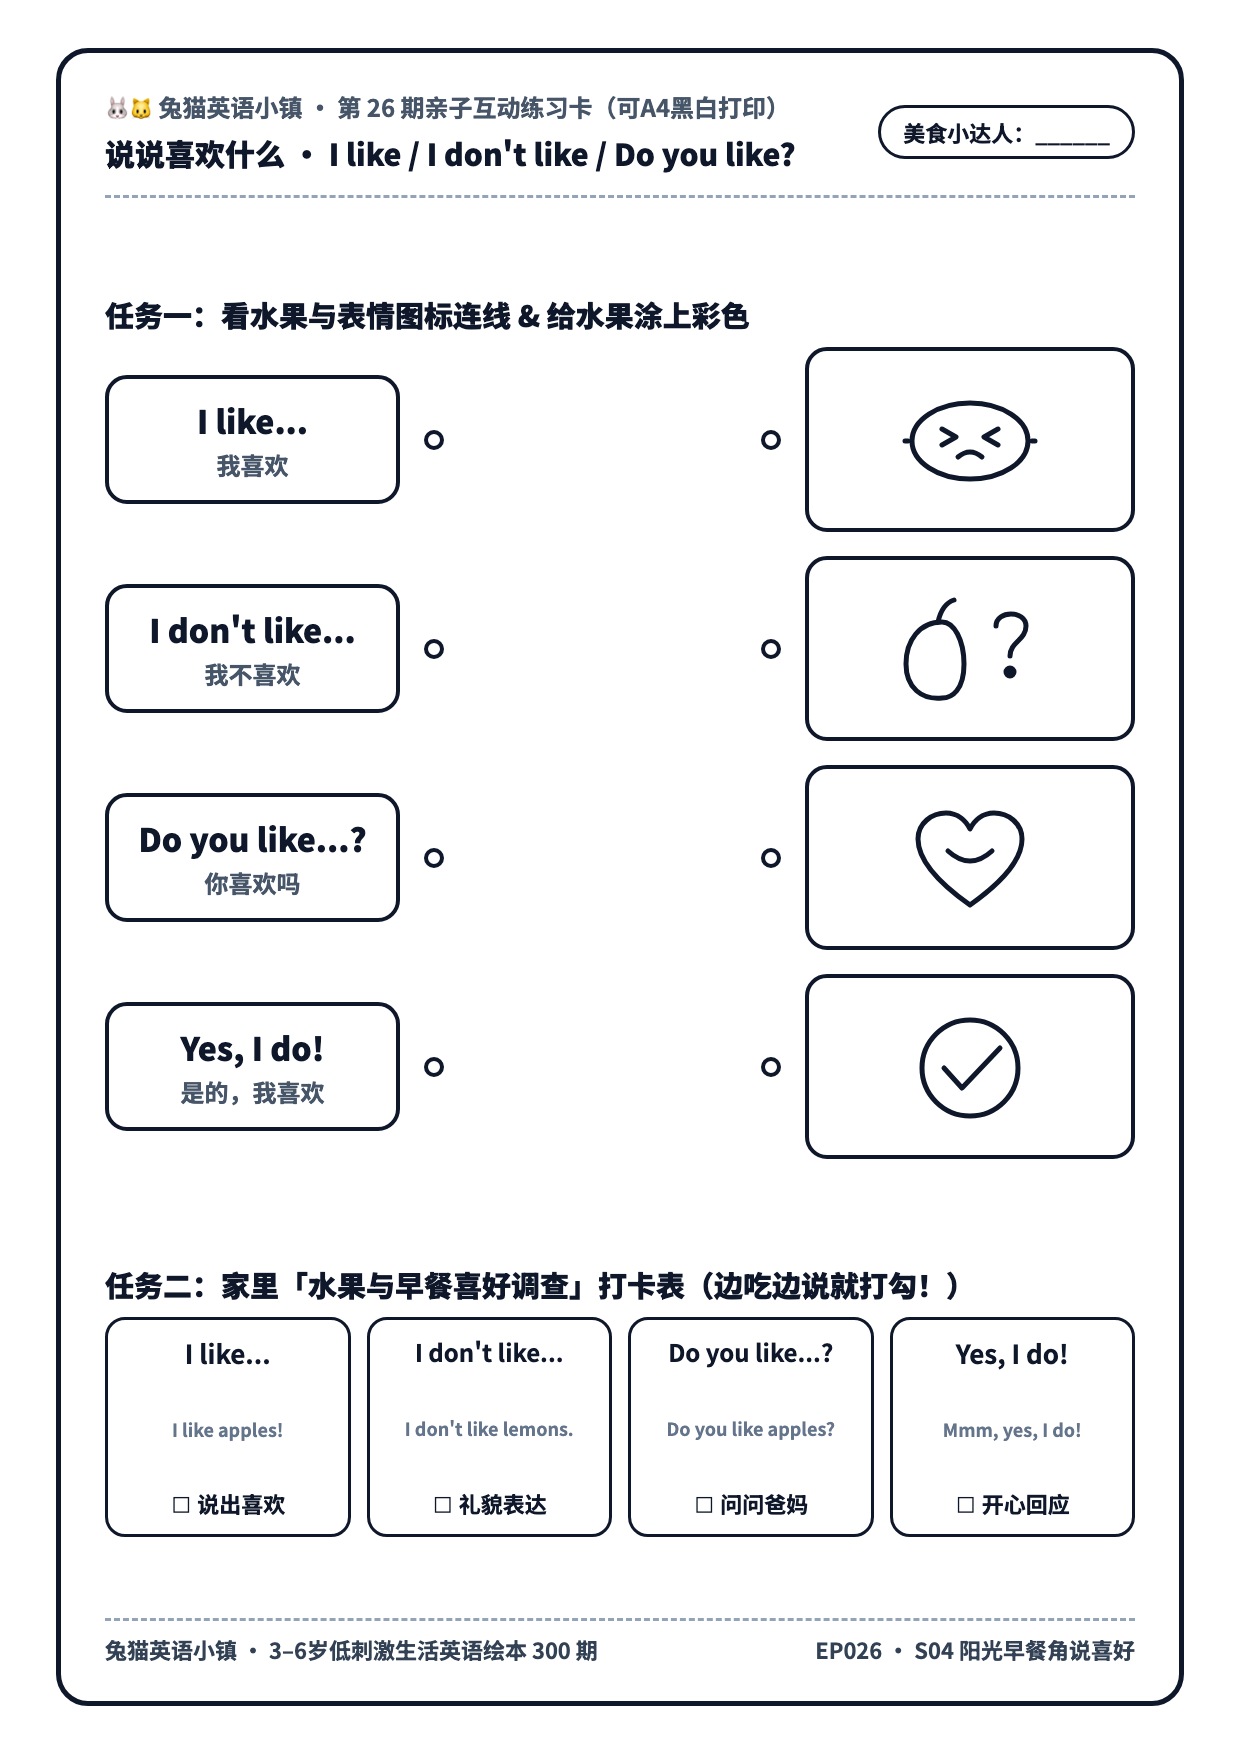 🐰🐱 兔猫英语小镇 · 第 26 期亲子互动练习卡（可A4黑白打印）
说说喜欢什么 · I like / I don't like / Do you like?
美食小达人：______
任务一：看水果与表情图标连线 & 给水果涂上彩色
I like...
我喜欢
I don't like...
我不喜欢
?
Do you like...?
你喜欢吗
Yes, I do!
是的，我喜欢
任务二：家里「水果与早餐喜好调查」打卡表（边吃边说就打勾！）
I like...
I like apples!
☐ 说出喜欢
I don't like...
I don't like lemons.
☐ 礼貌表达
Do you like...?
Do you like apples?
☐ 问问爸妈
Yes, I do!
Mmm, yes, I do!
☐ 开心回应
兔猫英语小镇 · 3–6岁低刺激生活英语绘本 300 期
EP026 · S04 阳光早餐角说喜好